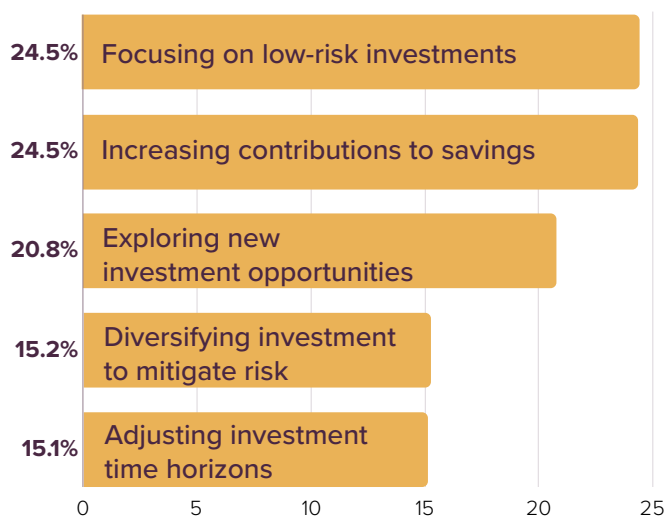 24.5%
Focusing on low-risk investments
24.5%
Increasing contributions to savings
20.8%
Exploring new
investment opportunities
15.2%
Diversifying investment
to mitigate risk
15.1%
Adjusting investment
time horizons
0 5 10 15 20 25